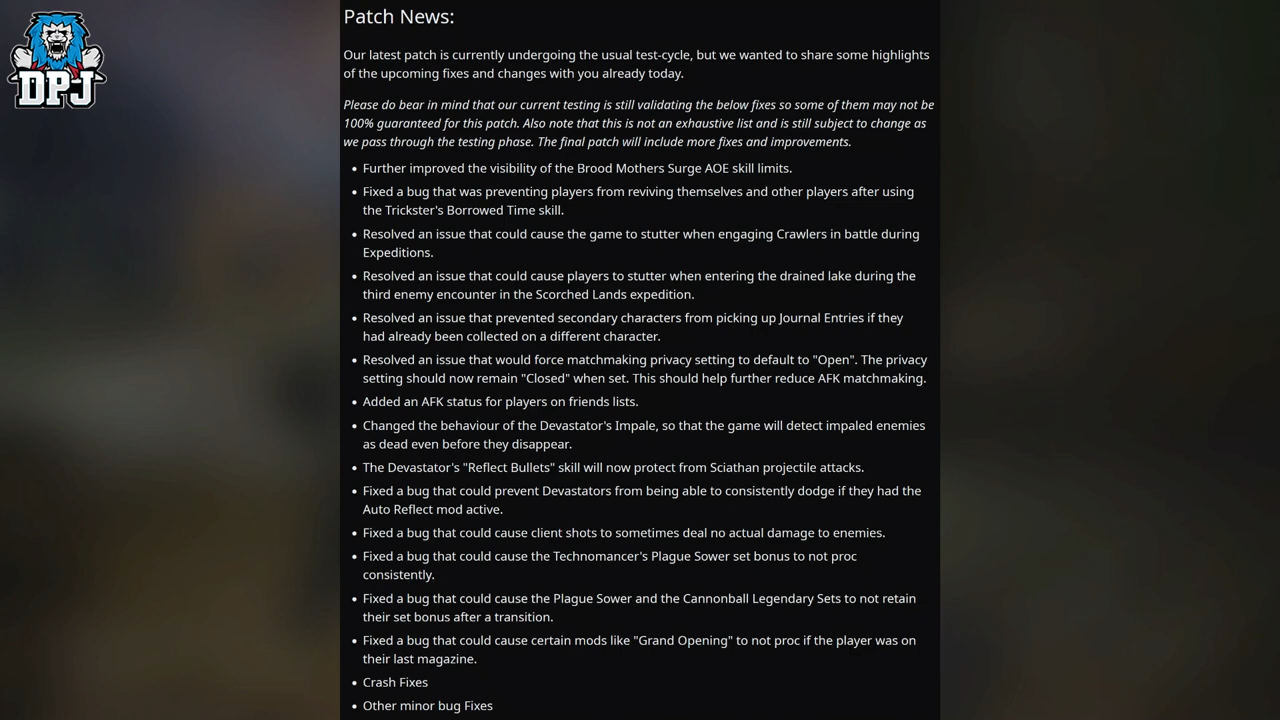 DPJ
Patch News:
Our latest patch is currently undergoing the usual test-cycle, but we wanted to share some highlights
of the upcoming fixes and changes with you already today.
Please do bear in mind that our current testing is still validating the below fixes so some of them may not be
100% guaranteed for this patch. Also note that this is not an exhaustive list and is still subject to change as
we pass through the testing phase. The final patch will include more fixes and improvements.
• Further improved the visibility of the Brood Mothers Surge AOE skill limits.
• Fixed a bug that was preventing players from reviving themselves and other players after using
the Trickster's Borrowed Time skill.
• Resolved an issue that could cause the game to stutter when engaging Crawlers in battle during
Expeditions.
• Resolved an issue that could cause players to stutter when entering the drained lake during the
third enemy encounter in the Scorched Lands expedition.
• Resolved an issue that prevented secondary characters from picking up Journal Entries if they
had already been collected on a different character.
• Resolved an issue that would force matchmaking privacy setting to default to "Open". The privacy
setting should now remain "Closed" when set. This should help further reduce AFK matchmaking.
• Added an AFK status for players on friends lists.
• Changed the behaviour of the Devastator's Impale, so that the game will detect impaled enemies
as dead even before they disappear.
• The Devastator's "Reflect Bullets" skill will now protect from Sciathan projectile attacks.
• Fixed a bug that could prevent Devastators from being able to consistently dodge if they had the
Auto Reflect mod active.
• Fixed a bug that could cause client shots to sometimes deal no actual damage to enemies.
• Fixed a bug that could cause the Technomancer's Plague Sower set bonus to not proc
consistently.
• Fixed a bug that could cause the Plague Sower and the Cannonball Legendary Sets to not retain
their set bonus after a transition.
• Fixed a bug that could cause certain mods like "Grand Opening" to not proc if the player was on
their last magazine.
• Crash Fixes
• Other minor bug Fixes